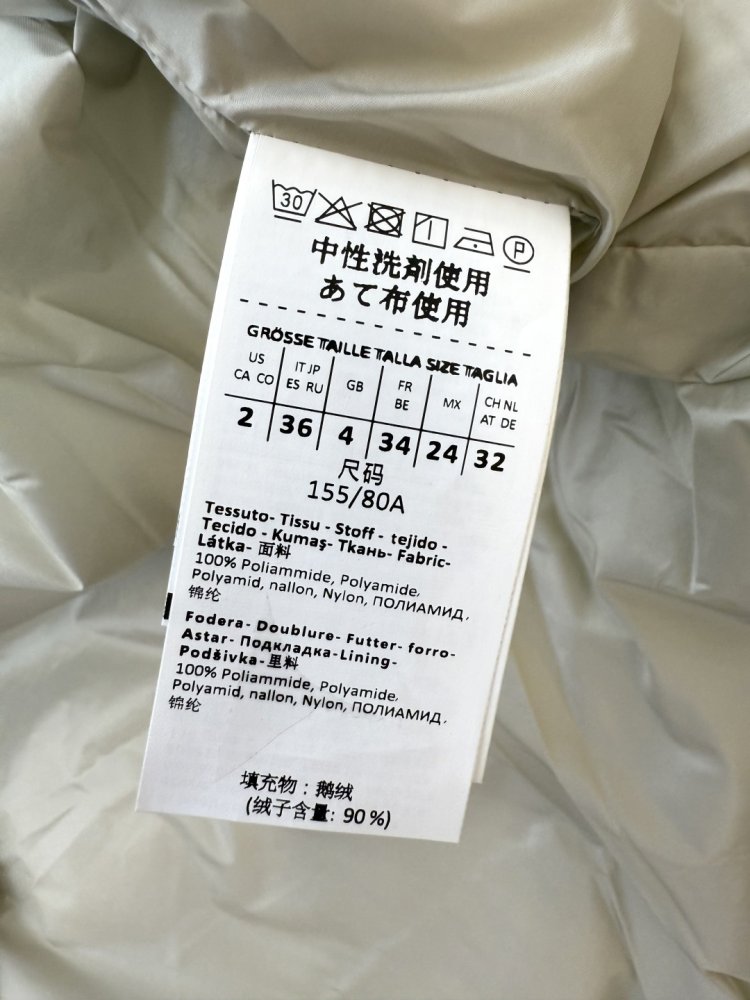 30 P
中性洗剤使用
あて布使用
GRÖSSE TAILLE TALLA SIZE TAGLIA
US CA CO | IT JP ES RU | GB | FR BE | MX | CH NL AT DE
2 | 36 | 4 | 34 | 24 | 32
尺码
155/80A
Tessuto- Tissu - Stoff - tejido -
Tecido - Kumaş- Ткань- Fabric-
Látka- 面料
100% Poliammide, Polyamide,
Polyamid, nallon, Nylon, ПОЛИАМИД,
锦纶
Fodera- Doublure- Futter- forro-
Astar- Подкладка-Lining-
Podšivka-里料
100% Poliammide, Polyamide,
Polyamid, nallon, Nylon, ПОЛИАМИД,
锦纶
填充物：鹅绒
(绒子含量: 90%)